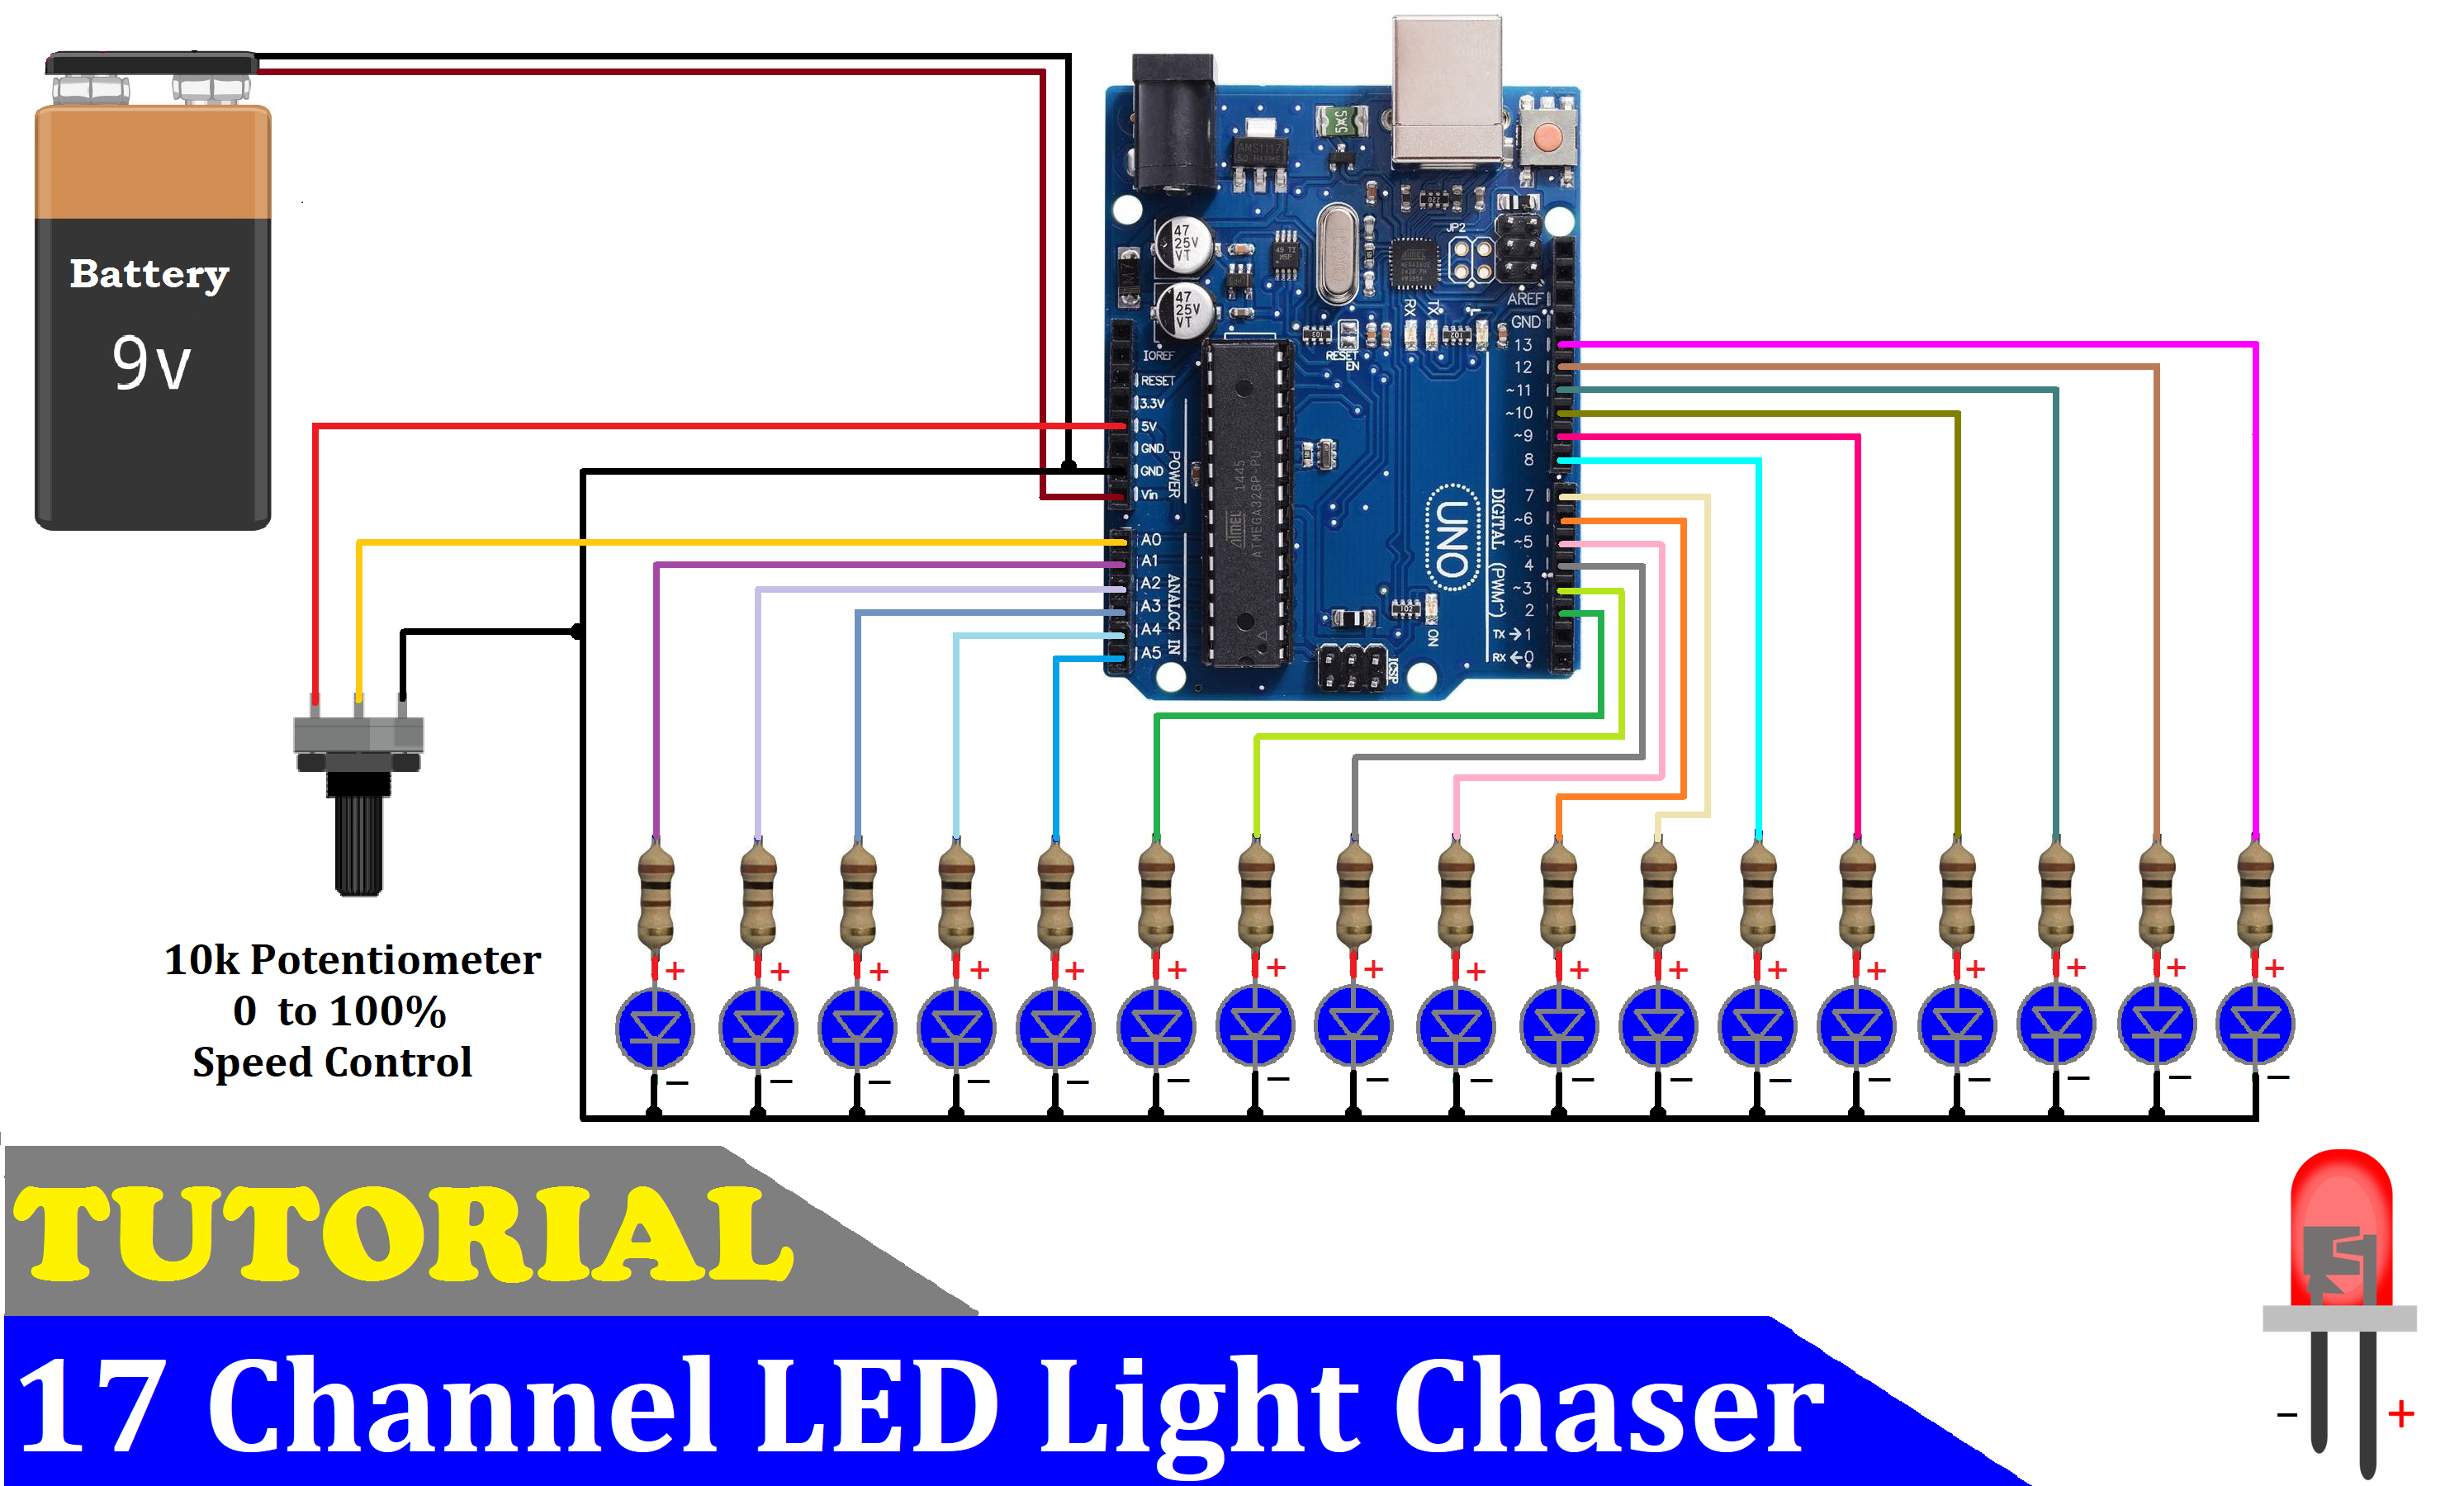 Battery
9v
AMS1117
47
25V
VT
47
25V
VT
JP2
AREF
GND
13
12
~11
~10
~9
8
7
~6
~5
4
~3
2
TX→1
RX←0
DIGITAL (PWM~)
IOREF
RESET
3.3V
5V
GND
GND
Vin
POWER
A0
A1
A2
A3
A4
A5
ANALOG IN
RX
TX
L
RESET
EN
UNO
ON
ICSP
ATMEL 1445
ATMEGA328P-PU
10k Potentiometer
0 to 100%
Speed Control
+ + + + + + + + + + + + + + + + +
− − − − − − − − − − − − − − − − −
TUTORIAL
17 Channel LED Light Chaser
− +